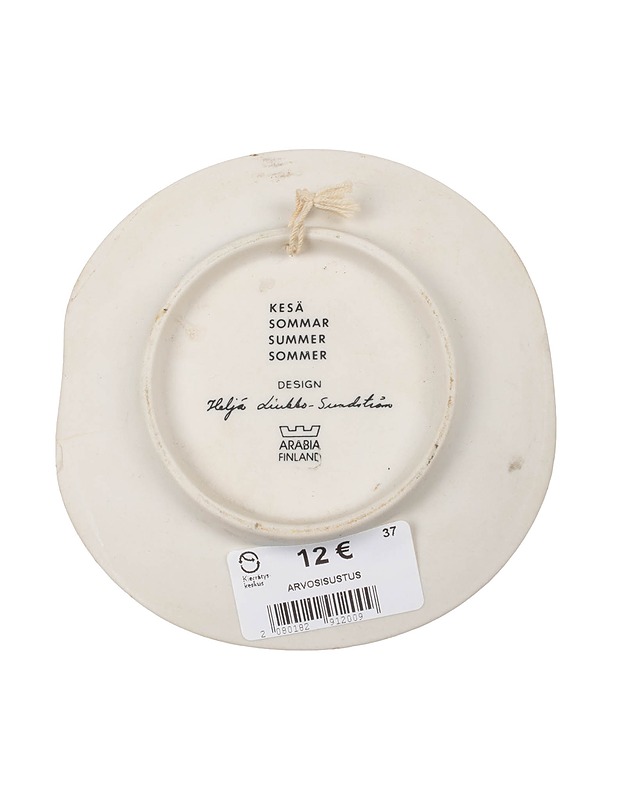 KESÄ
SOMMAR
SUMMER
SOMMER
DESIGN
Heljä Liukko-Sundström
ARABIA
FINLAND
37
12 €
Kierrätys
keskus
ARVOSISUSTUS
2 080182 912009